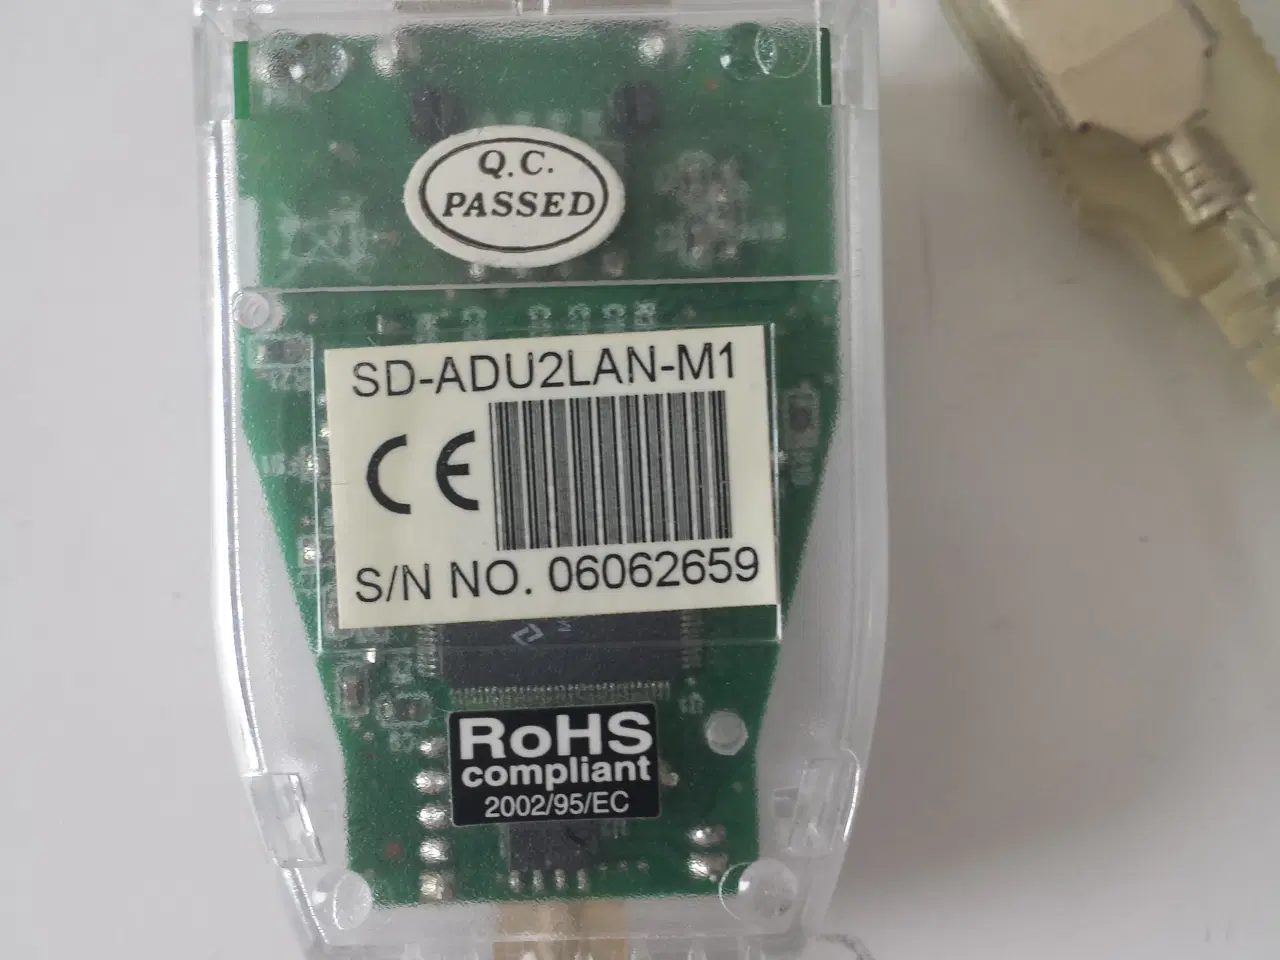 Q.C.
PASSED
SD-ADU2LAN-M1
CE
S/N NO. 06062659
RoHS
compliant
2002/95/EC